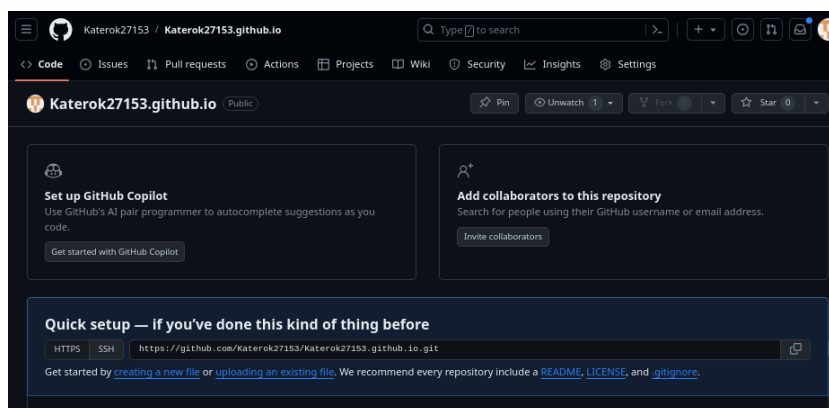 Katerok27153 / Katerok27153.github.io
Type / to search
Code Issues Pull requests Actions Projects Wiki Security Insights Settings
Katerok27153.github.io Public
Pin Unwatch 1 Fork 0 Star 0
Set up GitHub Copilot
Use GitHub's AI pair programmer to autocomplete suggestions as you
code.
Get started with GitHub Copilot
Add collaborators to this repository
Search for people using their GitHub username or email address.
Invite collaborators
Quick setup — if you've done this kind of thing before
HTTPS SSH https://github.com/Katerok27153/Katerok27153.github.io.git
Get started by creating a new file or uploading an existing file. We recommend every repository include a README, LICENSE, and .gitignore.